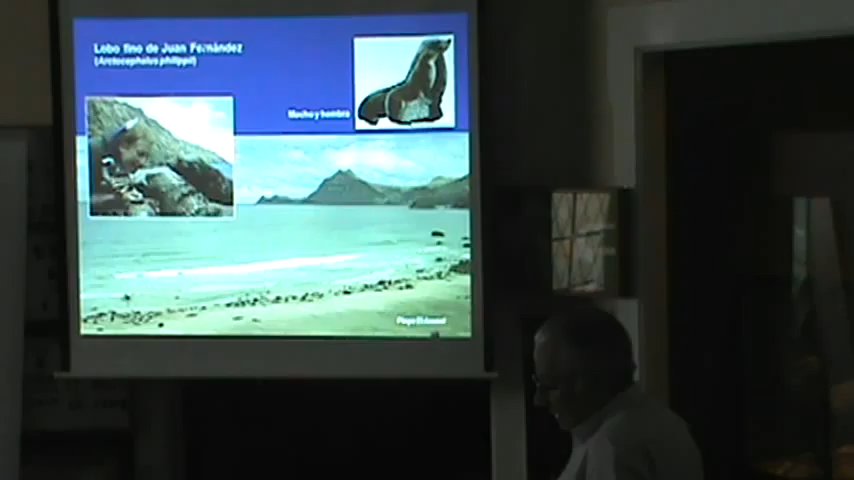 Lobo fino de Juan Fernández
(Arctocephalus philippii)
Macho y hembra
Playa El Arenal